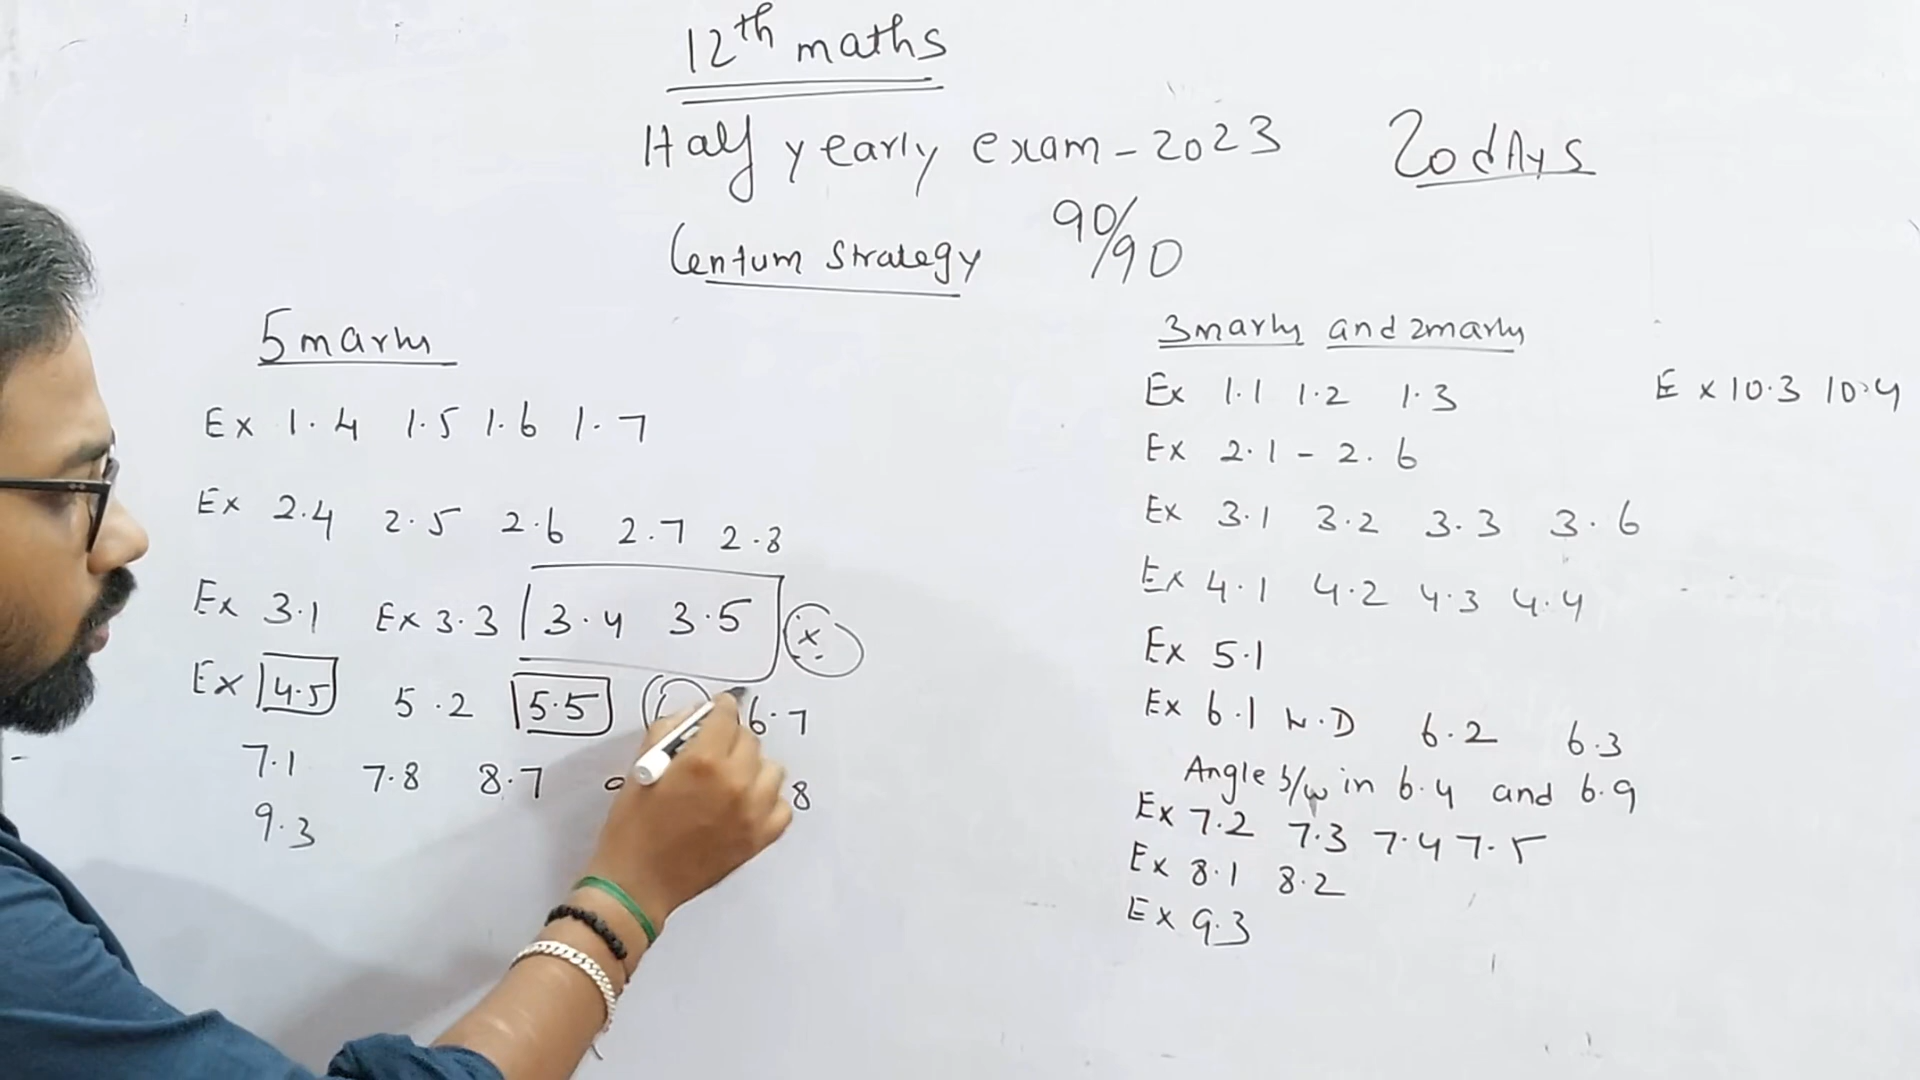 12th maths
Half yearly exam - 2023 20 dAys
Centum Strategy 90/90
5 marks
Ex 1.4 1.5 1.6 1.7
Ex 2.4 2.5 2.6 2.7 2.8
Ex 3.1 Ex 3.3 3.4 3.5 x
Ex 4.5 5.2 5.5 6.7
7.1 7.8 8.7 8
9.3
3marks and 2marks
Ex 1.1 1.2 1.3
Ex 2.1 - 2.6
Ex 3.1 3.2 3.3 3.6
Ex 4.1 4.2 4.3 4.4
Ex 5.1
Ex 6.1 W.D 6.2 6.3
Angle b/w in 6.4 and 6.9
Ex 7.2 7.3 7.4 7.5
Ex 8.1 8.2
Ex 9.3
Ex 10.3 10.4